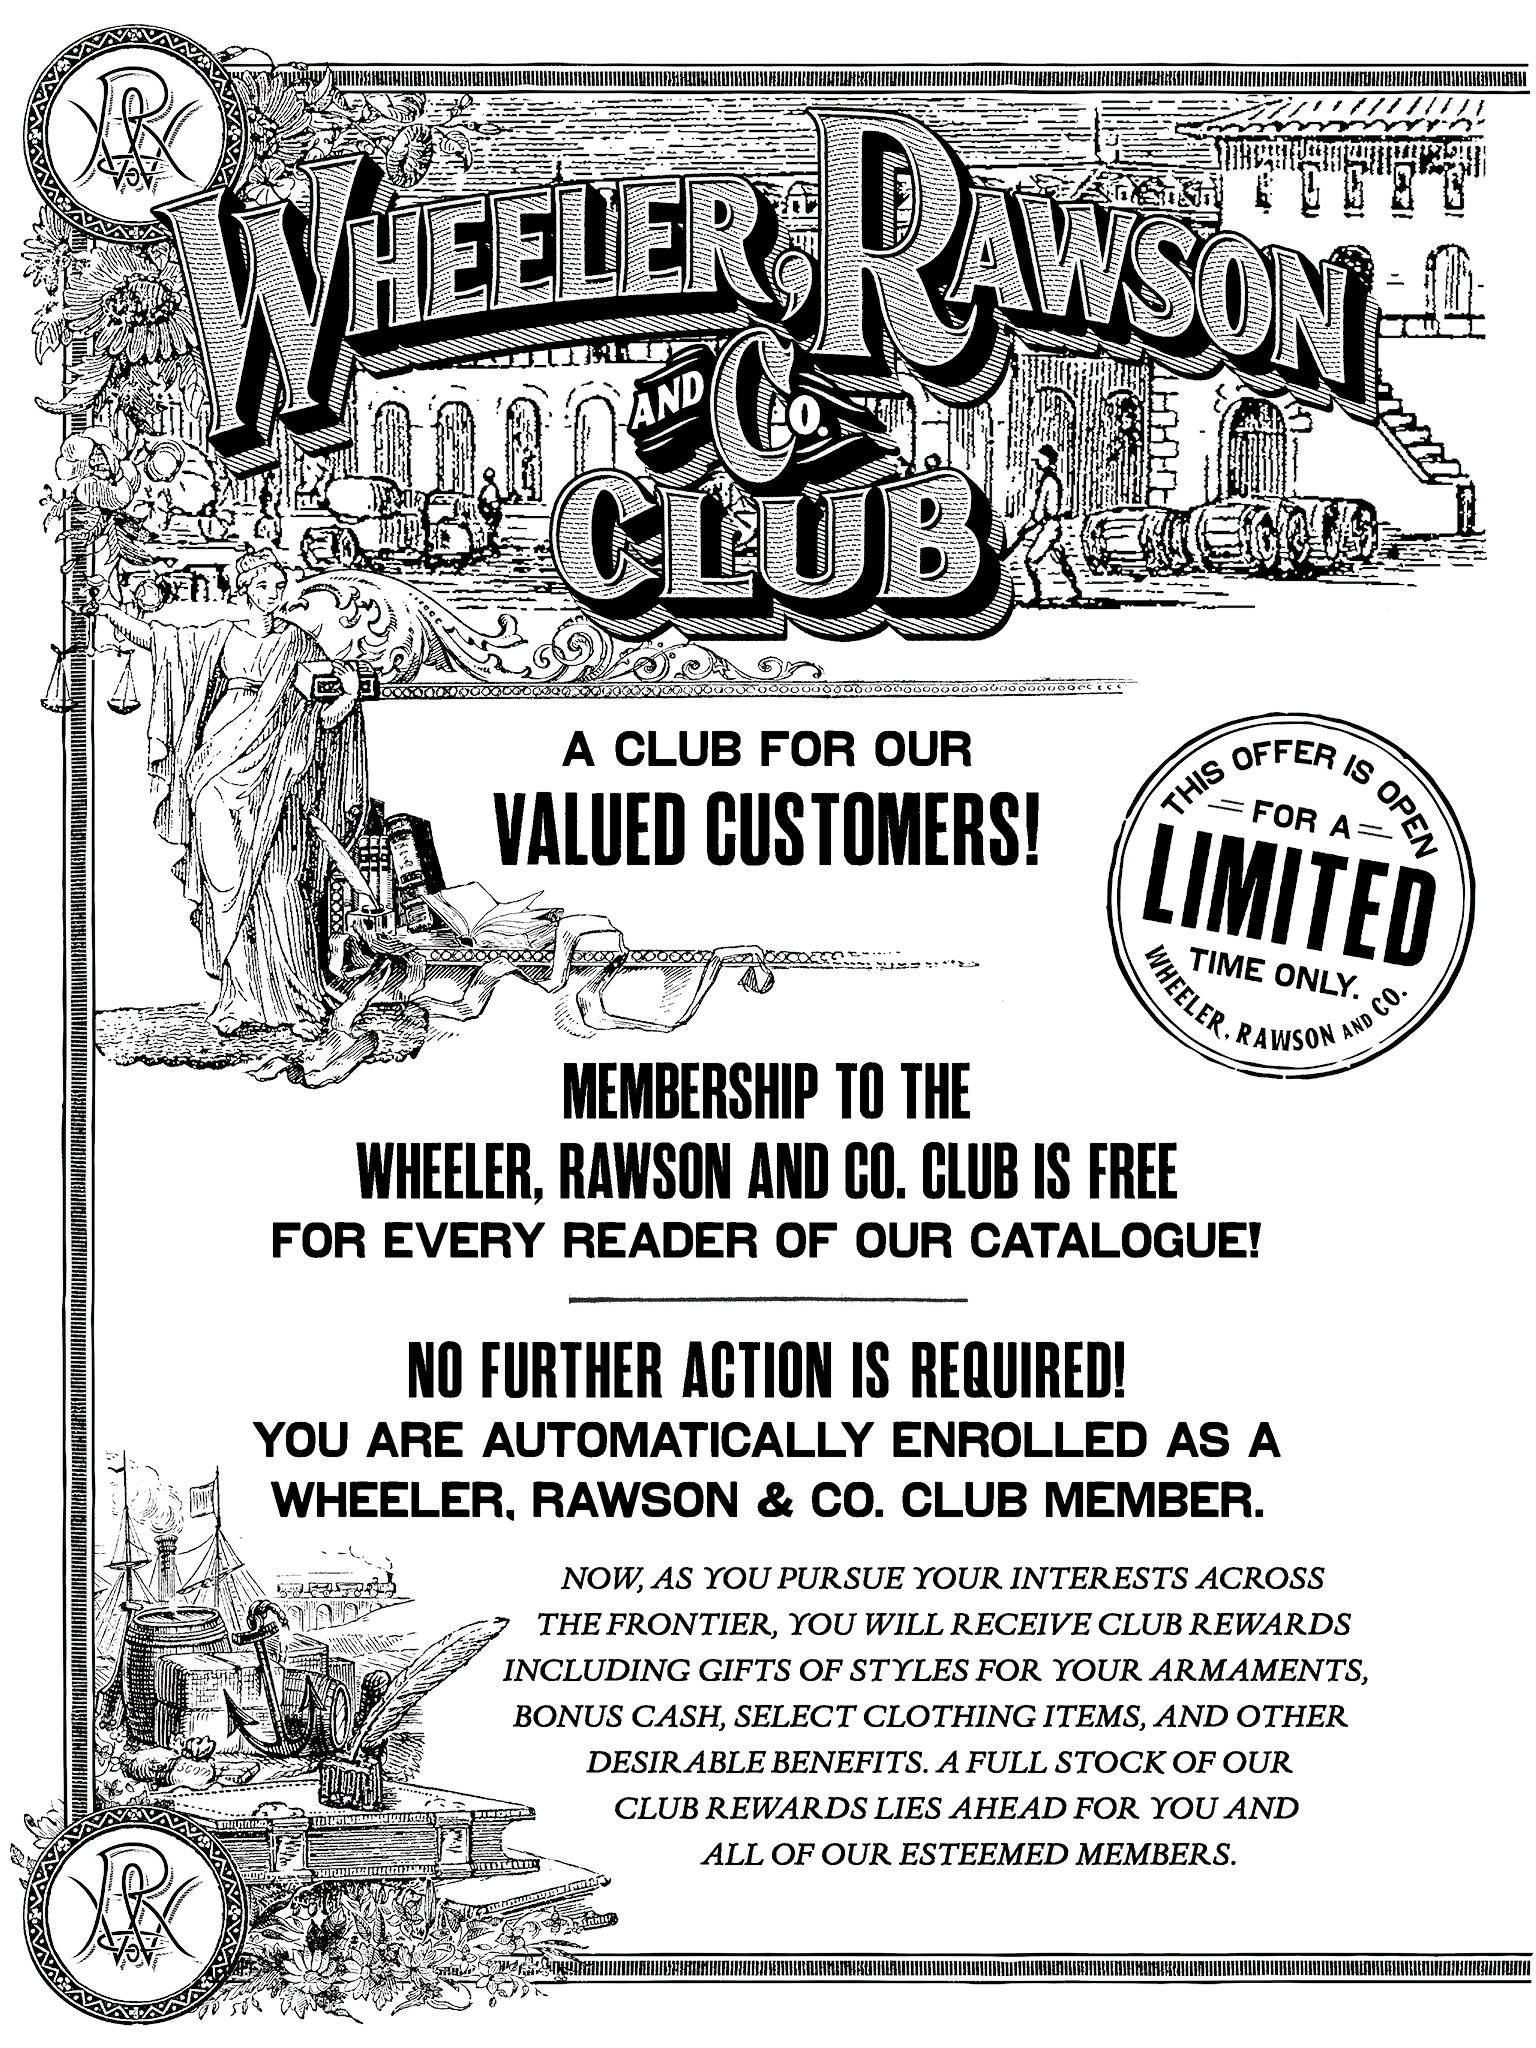 WHEELER, RAWSON
AND CO.
CLUB
A CLUB FOR OUR
VALUED CUSTOMERS!
THIS OFFER IS OPEN
FOR A
LIMITED
TIME ONLY.
WHEELER, RAWSON AND CO.
MEMBERSHIP TO THE
WHEELER, RAWSON AND CO. CLUB IS FREE
FOR EVERY READER OF OUR CATALOGUE!
NO FURTHER ACTION IS REQUIRED!
YOU ARE AUTOMATICALLY ENROLLED AS A
WHEELER, RAWSON & CO. CLUB MEMBER.
NOW, AS YOU PURSUE YOUR INTERESTS ACROSS
THE FRONTIER, YOU WILL RECEIVE CLUB REWARDS
INCLUDING GIFTS OF STYLES FOR YOUR ARMAMENTS,
BONUS CASH, SELECT CLOTHING ITEMS, AND OTHER
DESIRABLE BENEFITS. A FULL STOCK OF OUR
CLUB REWARDS LIES AHEAD FOR YOU AND
ALL OF OUR ESTEEMED MEMBERS.